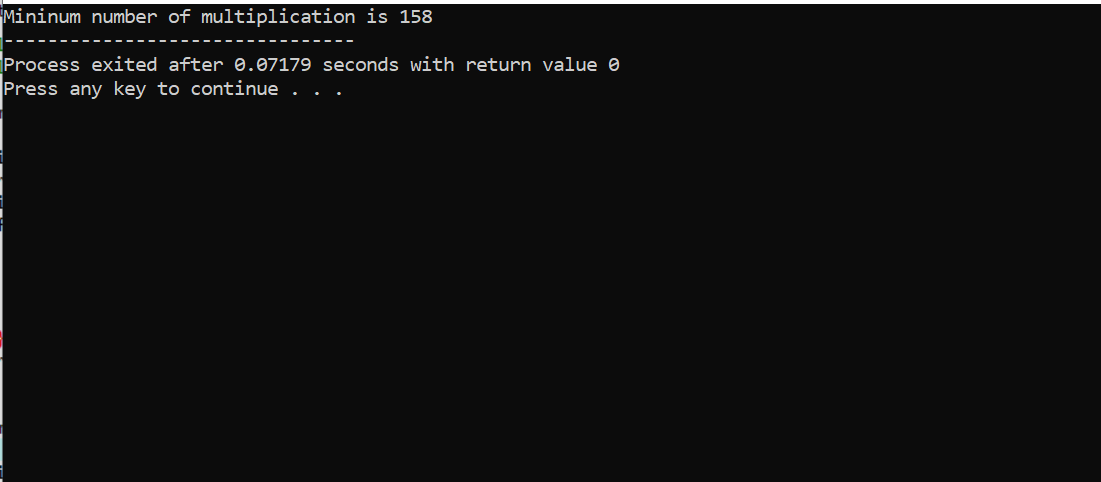 Mininum number of multiplication is 158
--------------------------------
Process exited after 0.07179 seconds with return value 0
Press any key to continue . . .